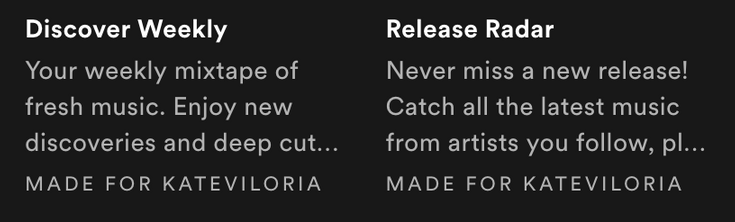 Discover Weekly
Your weekly mixtape of
fresh music. Enjoy new
discoveries and deep cut...
MADE FOR KATEVILORIA
Release Radar
Never miss a new release!
Catch all the latest music
from artists you follow, pl...
MADE FOR KATEVILORIA